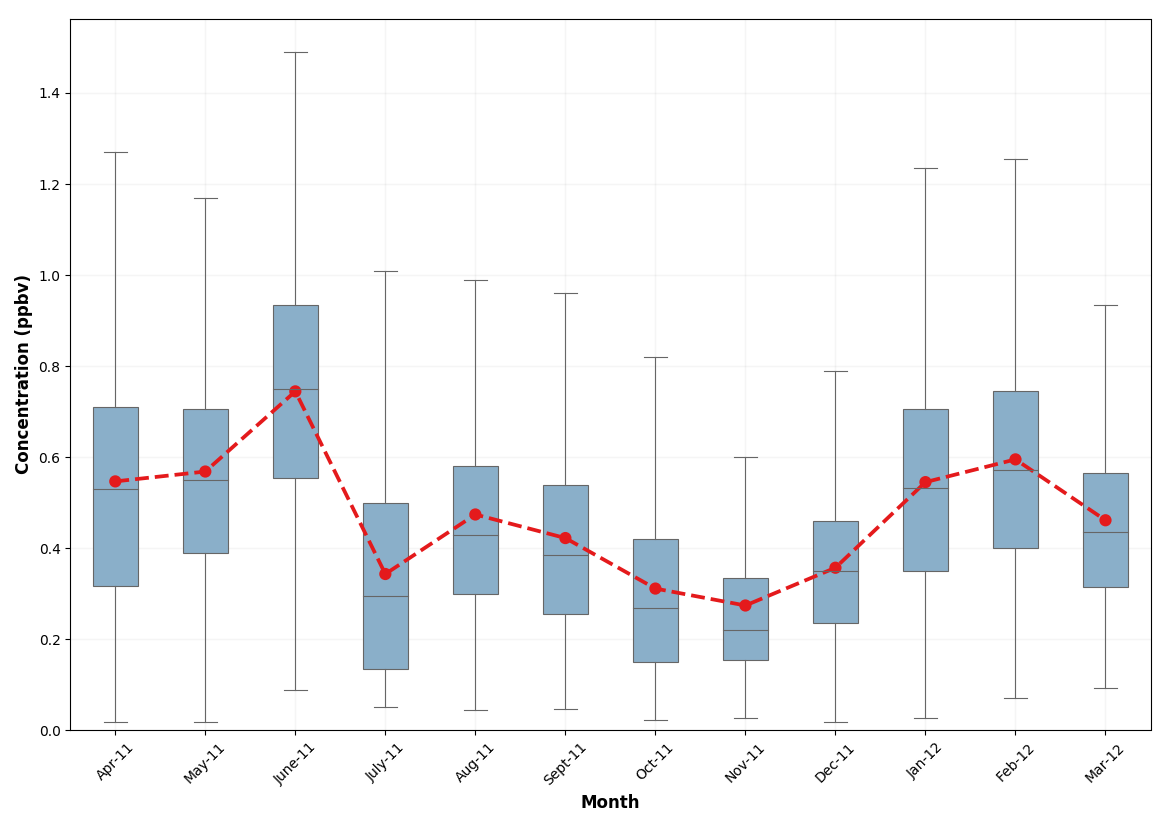 Concentration (ppbv)
1.4
1.2
1.0
0.8
0.6
0.4
0.2
0.0
Apr-11
May-11
June-11
July-11
Aug-11
Sept-11
Oct-11
Nov-11
Dec-11
Jan-12
Feb-12
Mar-12
Month